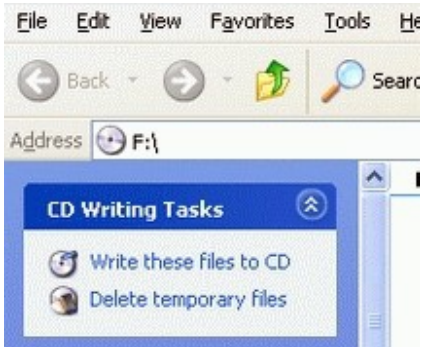 File Edit View Favorites Tools
Back
Address F:\
CD Writing Tasks
Write these files to CD
Delete temporary files